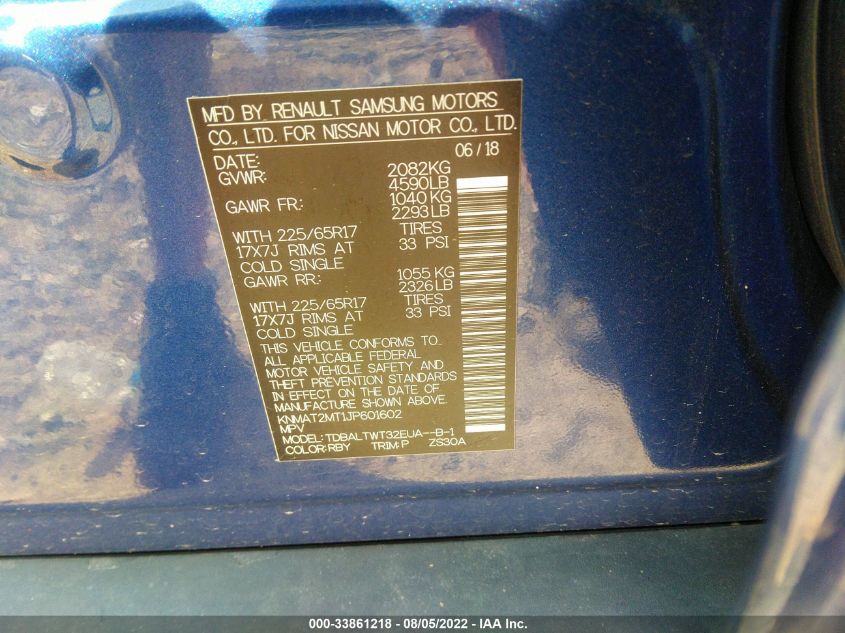 MFD BY RENAULT SAMSUNG MOTORS
CO., LTD. FOR NISSAN MOTOR CO., LTD.
DATE: 06/18
GVWR: 2082KG
4590LB
GAWR FR: 1040 KG
2293LB
WITH 225/65R17 TIRES
17X7J RIMS AT 33 PSI
COLD SINGLE
GAWR RR: 1055 KG
2326LB
WITH 225/65R17 TIRES
17X7J RIMS AT 33 PSI
COLD SINGLE
THIS VEHICLE CONFORMS TO
ALL APPLICABLE FEDERAL
MOTOR VEHICLE SAFETY AND
THEFT PREVENTION STANDARDS
IN EFFECT ON THE DATE OF
MANUFACTURE SHOWN ABOVE.
KNMAT2MT1JP601602
MPV
MODEL: TDBALTWT32EUA--B-1
COLOR:RBY TRIM:P ZS30A
000-33861218 - 08/05/2022 - IAA Inc.